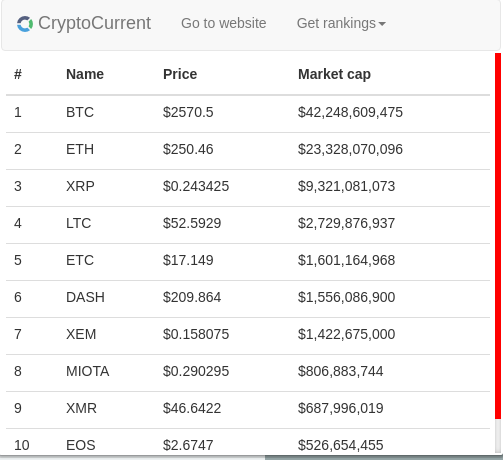 CryptoCurrent Go to website Get rankings
# Name Price Market cap
1 BTC $2570.5 $42,248,609,475
2 ETH $250.46 $23,328,070,096
3 XRP $0.243425 $9,321,081,073
4 LTC $52.5929 $2,729,876,937
5 ETC $17.149 $1,601,164,968
6 DASH $209.864 $1,556,086,900
7 XEM $0.158075 $1,422,675,000
8 MIOTA $0.290295 $806,883,744
9 XMR $46.6422 $687,996,019
10 EOS $2.6747 $526,654,455